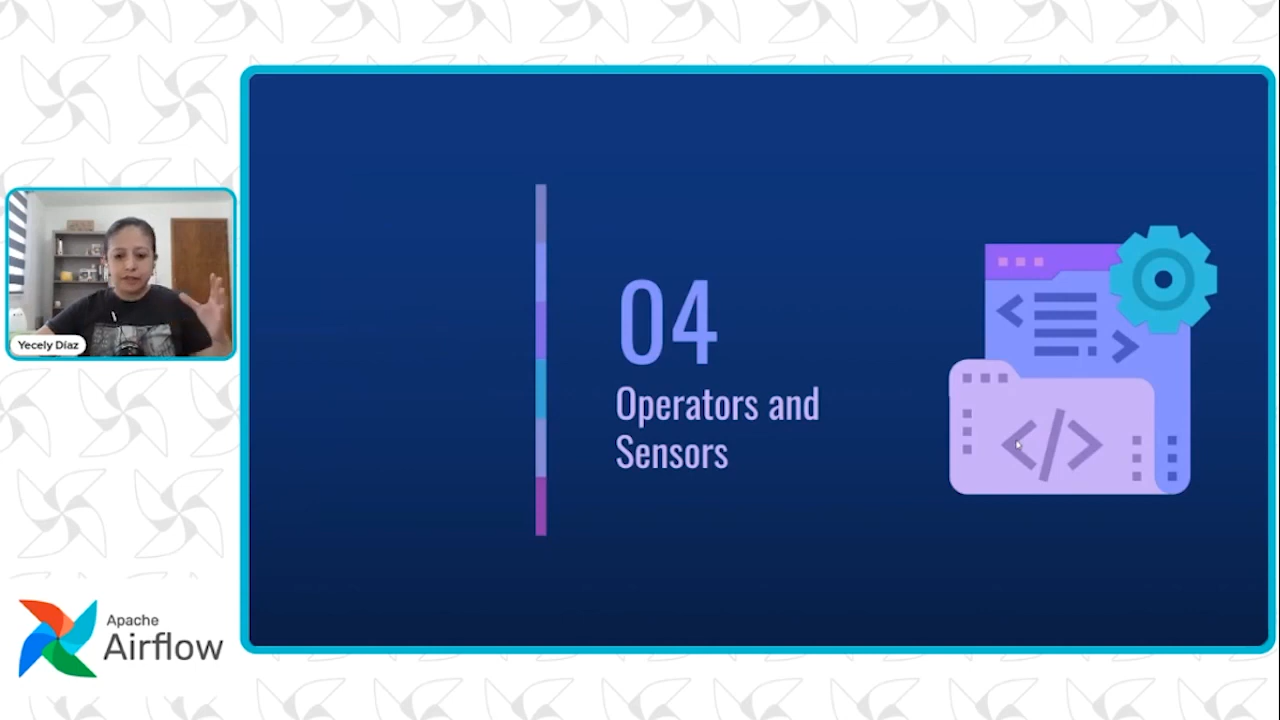 04
Operators and
Sensors
Yecely Díaz
Apache
Airflow